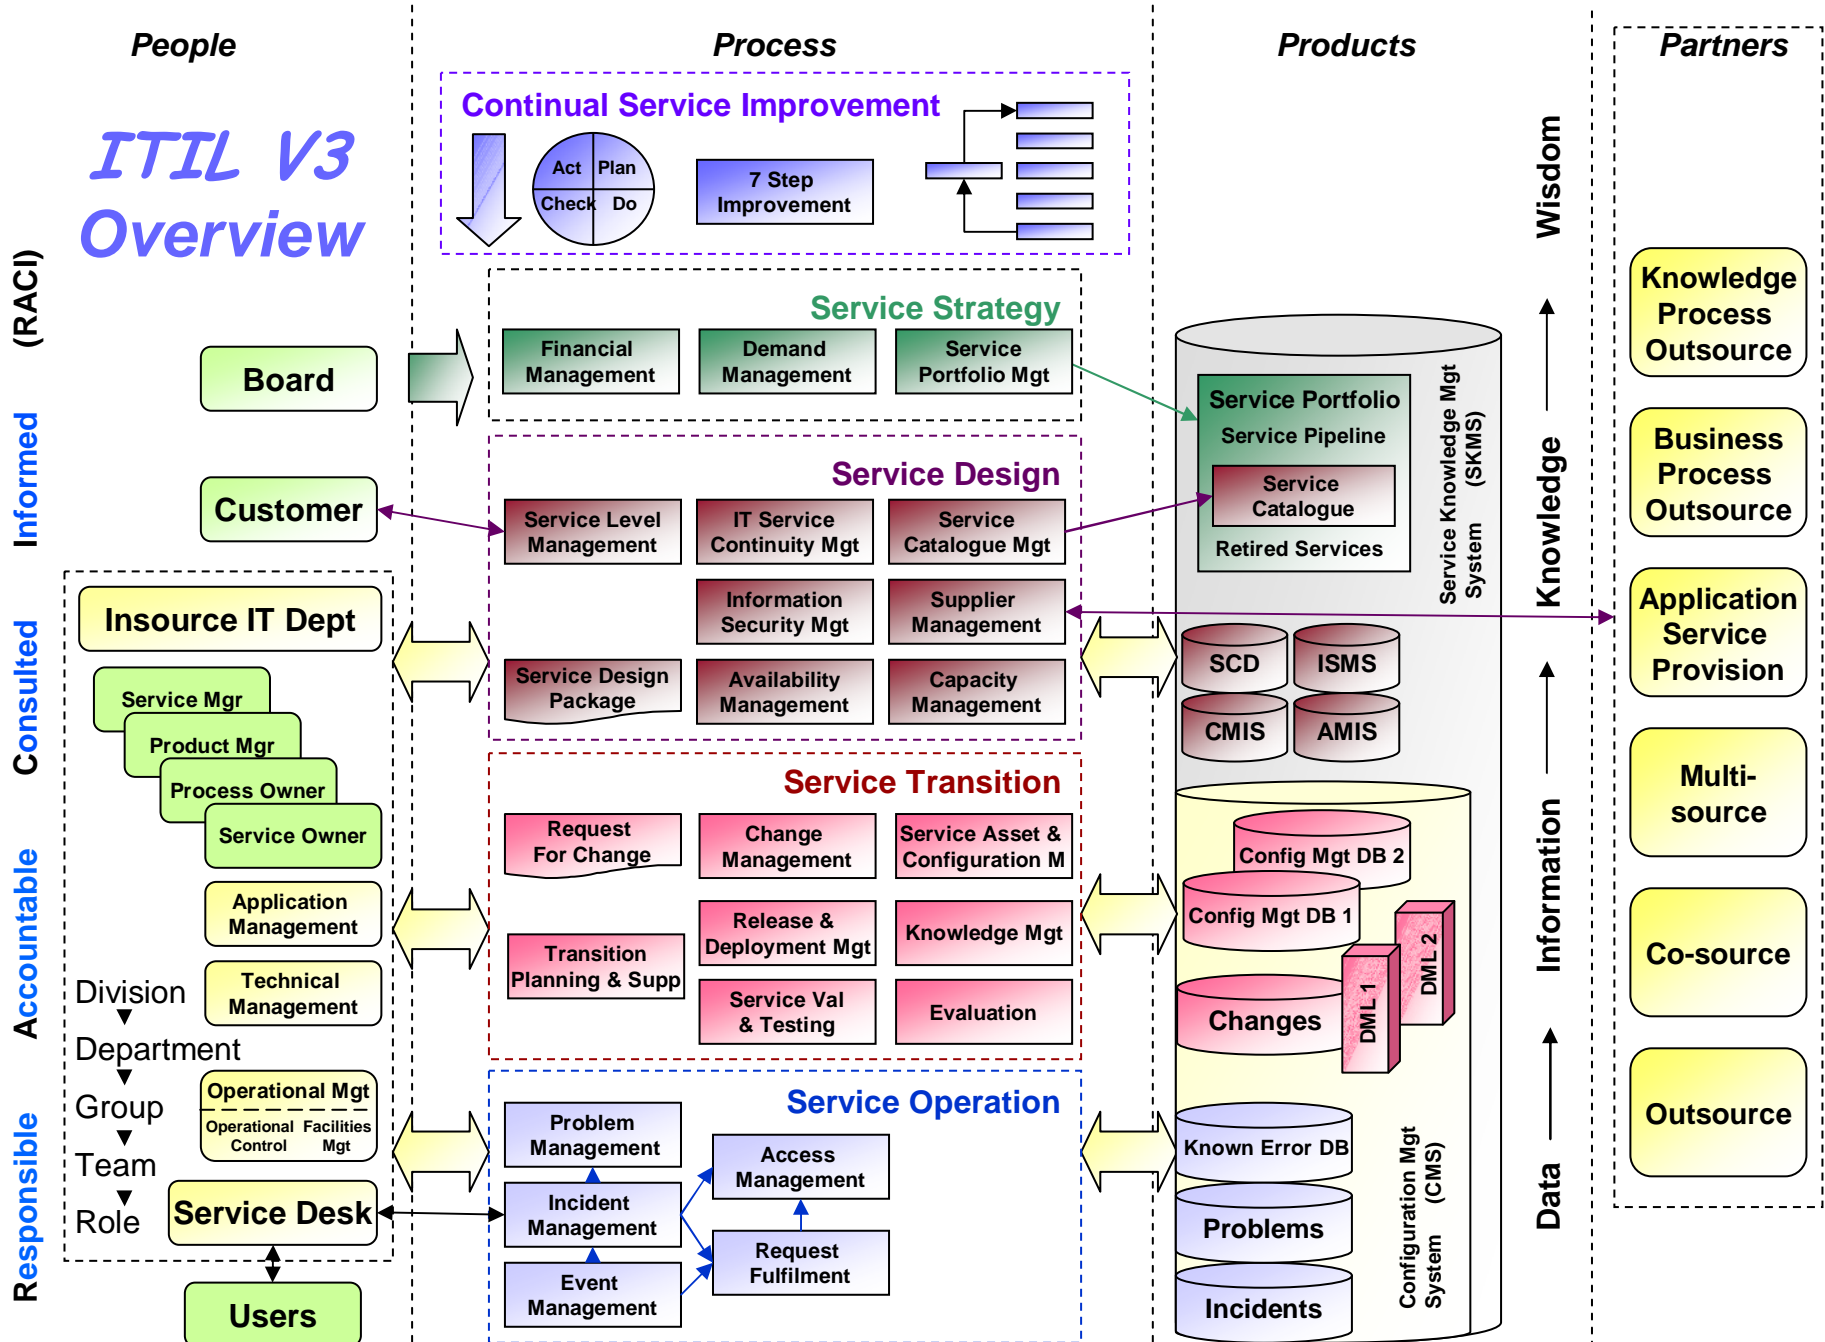 People
Process
Products
Partners
ITIL V3
Overview
Continual Service Improvement
Act
Plan
Check
Do
7 Step
Improvement
Service Strategy
Financial
Management
Demand
Management
Service
Portfolio Mgt
Service Design
Service Level
Management
IT Service
Continuity Mgt
Service
Catalogue Mgt
Information
Security Mgt
Supplier
Management
Service Design
Package
Availability
Management
Capacity
Management
Service Transition
Request
For Change
Change
Management
Service Asset &
Configuration M
Release &
Deployment Mgt
Knowledge Mgt
Transition
Planning & Supp
Service Val
& Testing
Evaluation
Service Operation
Problem
Management
Access
Management
Incident
Management
Request
Fulfilment
Event
Management
(RACI)
Informed
Consulted
Accountable
Responsible
Board
Customer
Insource IT Dept
Service Mgr
Product Mgr
Process Owner
Service Owner
Application
Management
Technical
Management
Division
Department
Group
Team
Role
Operational Mgt
Operational
Control
Facilities
Mgt
Service Desk
Users
Service Portfolio
Service Pipeline
Service
Catalogue
Retired Services
Service Knowledge Mgt
System (SKMS)
SCD
ISMS
CMIS
AMIS
Config Mgt DB 2
Config Mgt DB 1
DML 2
DML 1
Changes
Known Error DB
Problems
Incidents
Configuration Mgt
System (CMS)
Wisdom
Knowledge
Information
Data
Knowledge
Process
Outsource
Business
Process
Outsource
Application
Service
Provision
Multi-
source
Co-source
Outsource